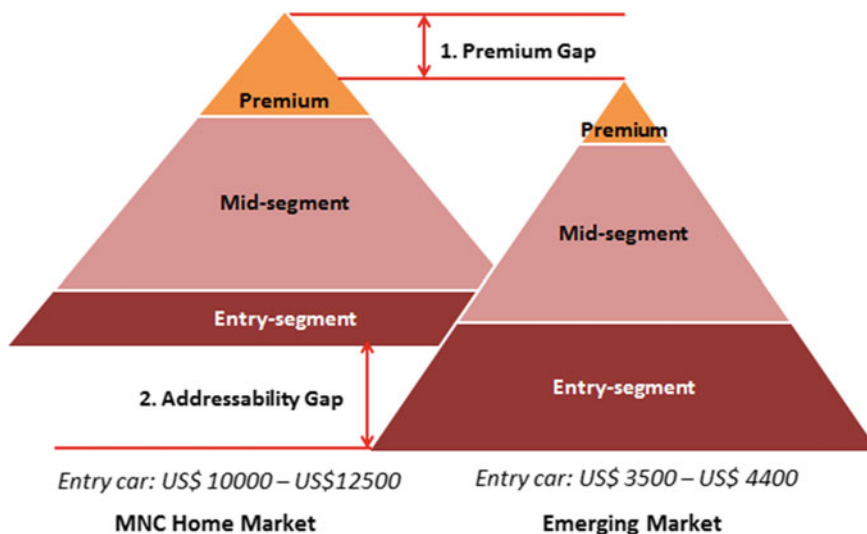 1. Premium Gap
Premium
Premium
Mid-segment
Mid-segment
Entry-segment
Entry-segment
2. Addressability Gap
Entry car: US$ 10000 – US$12500
Entry car: US$ 3500 – US$ 4400
MNC Home Market
Emerging Market